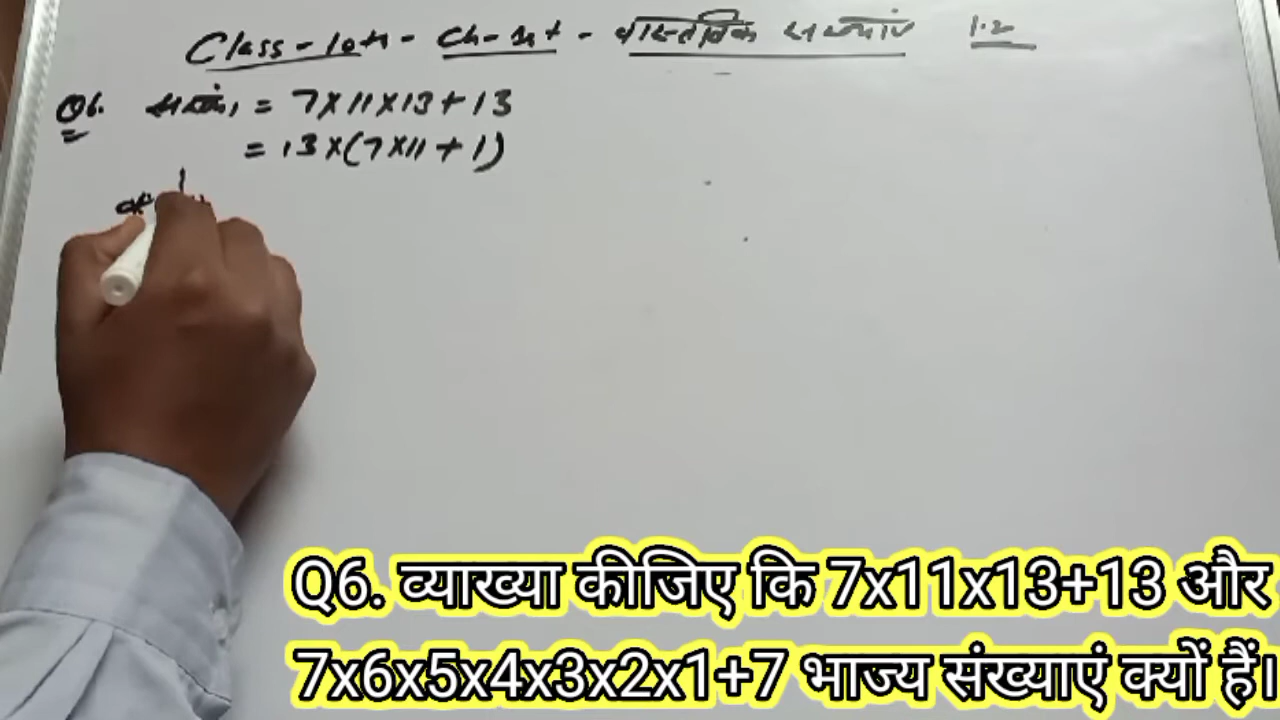 Class - 10th - Ch- - वास्तविक संख्याएं 1.2
Q6. संख्या = 7×11×13+13
= 13×(7×11+1)
Q6. व्याख्या कीजिए कि 7x11x13+13 और
7x6x5x4x3x2x1+7 भाज्य संख्याएं क्यों हैं।